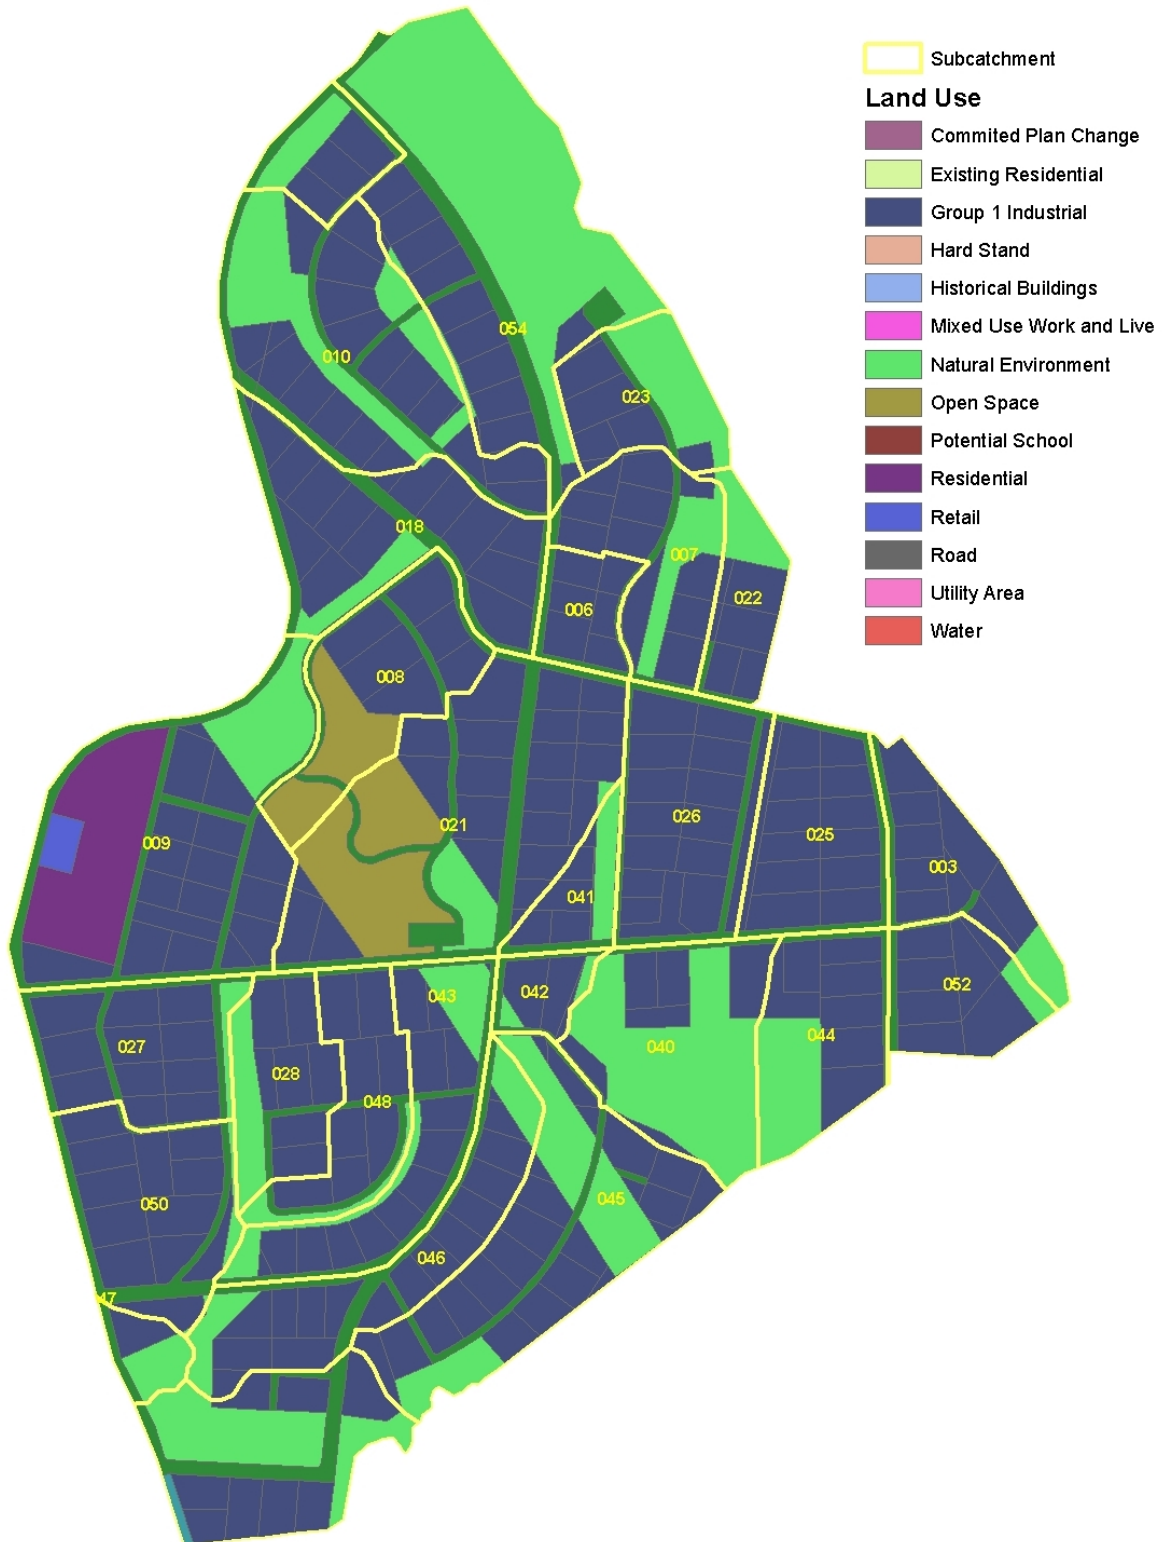 Subcatchment
Land Use
Commited Plan Change
Existing Residential
Group 1 Industrial
Hard Stand
Historical Buildings
Mixed Use Work and Live
Natural Environment
Open Space
Potential School
Residential
Retail
Road
Utility Area
Water
054
010
023
018
007
006
022
008
021
026
025
009
003
041
052
042
043
044
027
040
028
048
045
050
046
47